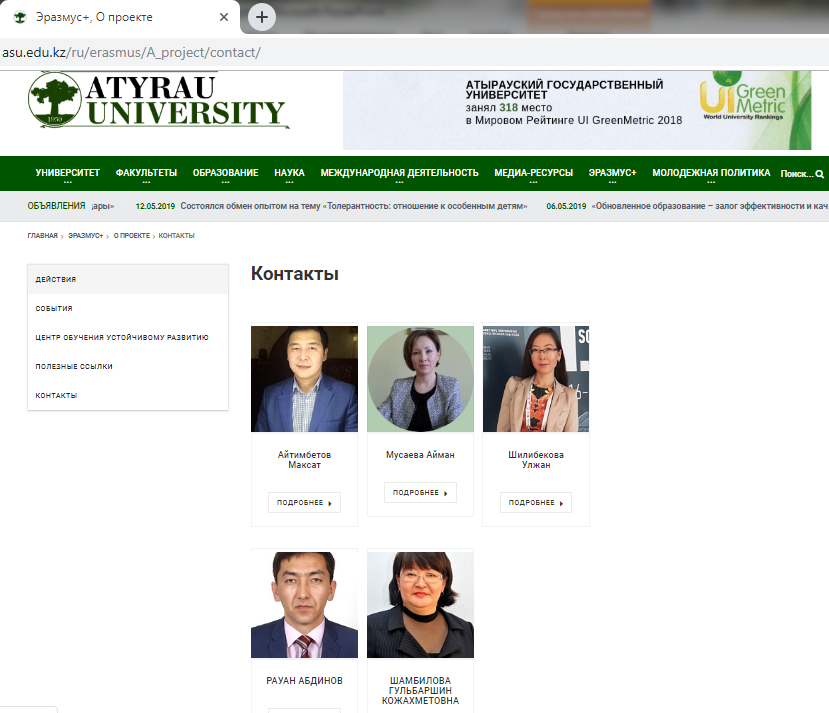 Эразмус+, О проекте
asu.edu.kz/ru/erasmus/A_project/contact/
ATYRAU
UNIVERSITY
1950
АТЫРАУСКИЙ ГОСУДАРСТВЕННЫЙ
УНИВЕРСИТЕТ
занял 318 место
в Мировом Рейтинге UI GreenMetric 2018
UI Green
Metric
World University Rankings
УНИВЕРСИТЕТ ФАКУЛЬТЕТЫ ОБРАЗОВАНИЕ НАУКА МЕЖДУНАРОДНАЯ ДЕЯТЕЛЬНОСТЬ МЕДИА-РЕСУРСЫ ЭРАЗМУС+ МОЛОДЕЖНАЯ ПОЛИТИКА Поиск...
ОБЪЯВЛЕНИЯ дары» 12.05.2019 Состоялся обмен опытом на тему «Толерантность: отношение к особенным детям» 06.05.2019 «Обновленное образование – залог эффективности и кач
ГЛАВНАЯ > ЭРАЗМУС+ > О ПРОЕКТЕ > КОНТАКТЫ
ДЕЙСТВИЯ
СОБЫТИЯ
ЦЕНТР ОБУЧЕНИЯ УСТОЙЧИВОМУ РАЗВИТИЮ
ПОЛЕЗНЫЕ ССЫЛКИ
КОНТАКТЫ
Контакты
Айтимбетов
Максат
ПОДРОБНЕЕ
Мусаева Айман
ПОДРОБНЕЕ
Шилибекова
Улжан
ПОДРОБНЕЕ
РАУАН АБДИНОВ
ШАМБИЛОВА
ГУЛЬБАРШИН
КОЖАХМЕТОВНА